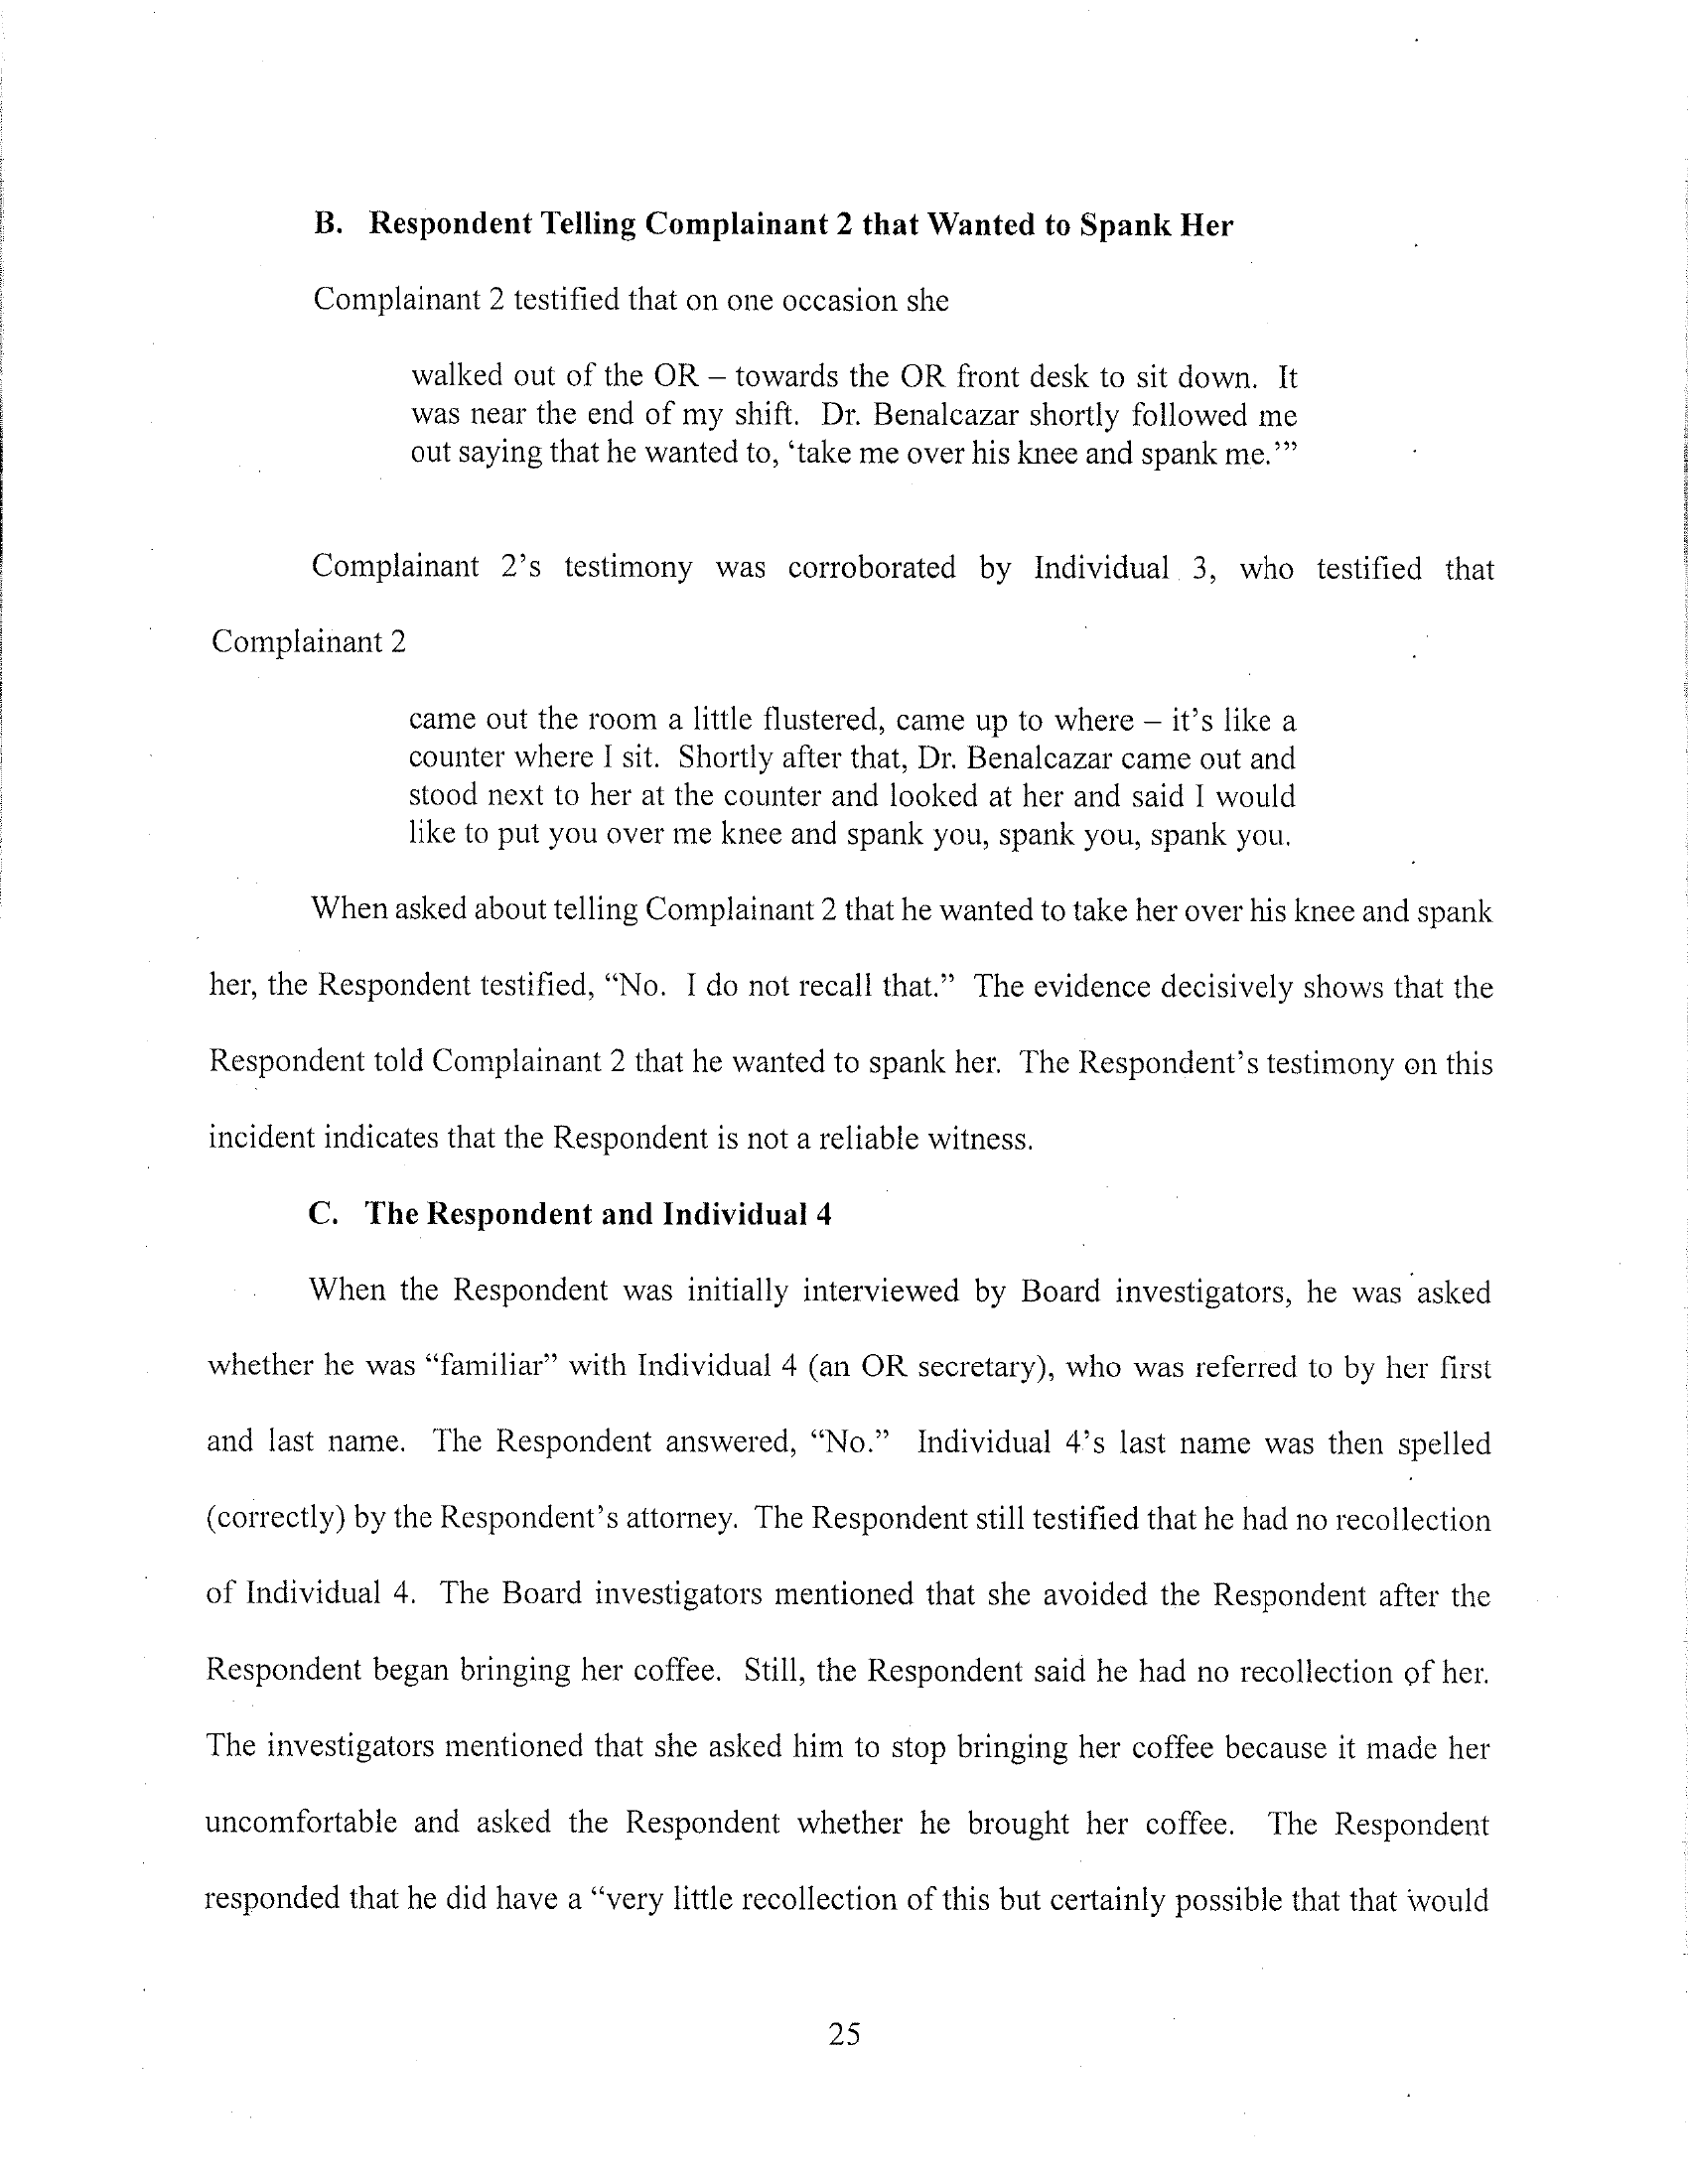 B. Respondent Telling Complainant 2 that Wanted to Spank Her
Complainant 2 testified that on one occasion she
walked out of the OR – towards the OR front desk to sit down. It
was near the end of my shift. Dr. Benalcazar shortly followed me
out saying that he wanted to, ‘take me over his knee and spank me.’”
Complainant 2’s testimony was corroborated by Individual 3, who testified that
Complainant 2
came out the room a little flustered, came up to where – it’s like a
counter where I sit. Shortly after that, Dr. Benalcazar came out and
stood next to her at the counter and looked at her and said I would
like to put you over me knee and spank you, spank you, spank you.
When asked about telling Complainant 2 that he wanted to take her over his knee and spank
her, the Respondent testified, “No. I do not recall that.” The evidence decisively shows that the
Respondent told Complainant 2 that he wanted to spank her. The Respondent’s testimony on this
incident indicates that the Respondent is not a reliable witness.
C. The Respondent and Individual 4
When the Respondent was initially interviewed by Board investigators, he was asked
whether he was “familiar” with Individual 4 (an OR secretary), who was referred to by her first
and last name. The Respondent answered, “No.” Individual 4’s last name was then spelled
(correctly) by the Respondent’s attorney. The Respondent still testified that he had no recollection
of Individual 4. The Board investigators mentioned that she avoided the Respondent after the
Respondent began bringing her coffee. Still, the Respondent said he had no recollection of her.
The investigators mentioned that she asked him to stop bringing her coffee because it made her
uncomfortable and asked the Respondent whether he brought her coffee. The Respondent
responded that he did have a “very little recollection of this but certainly possible that that would
25